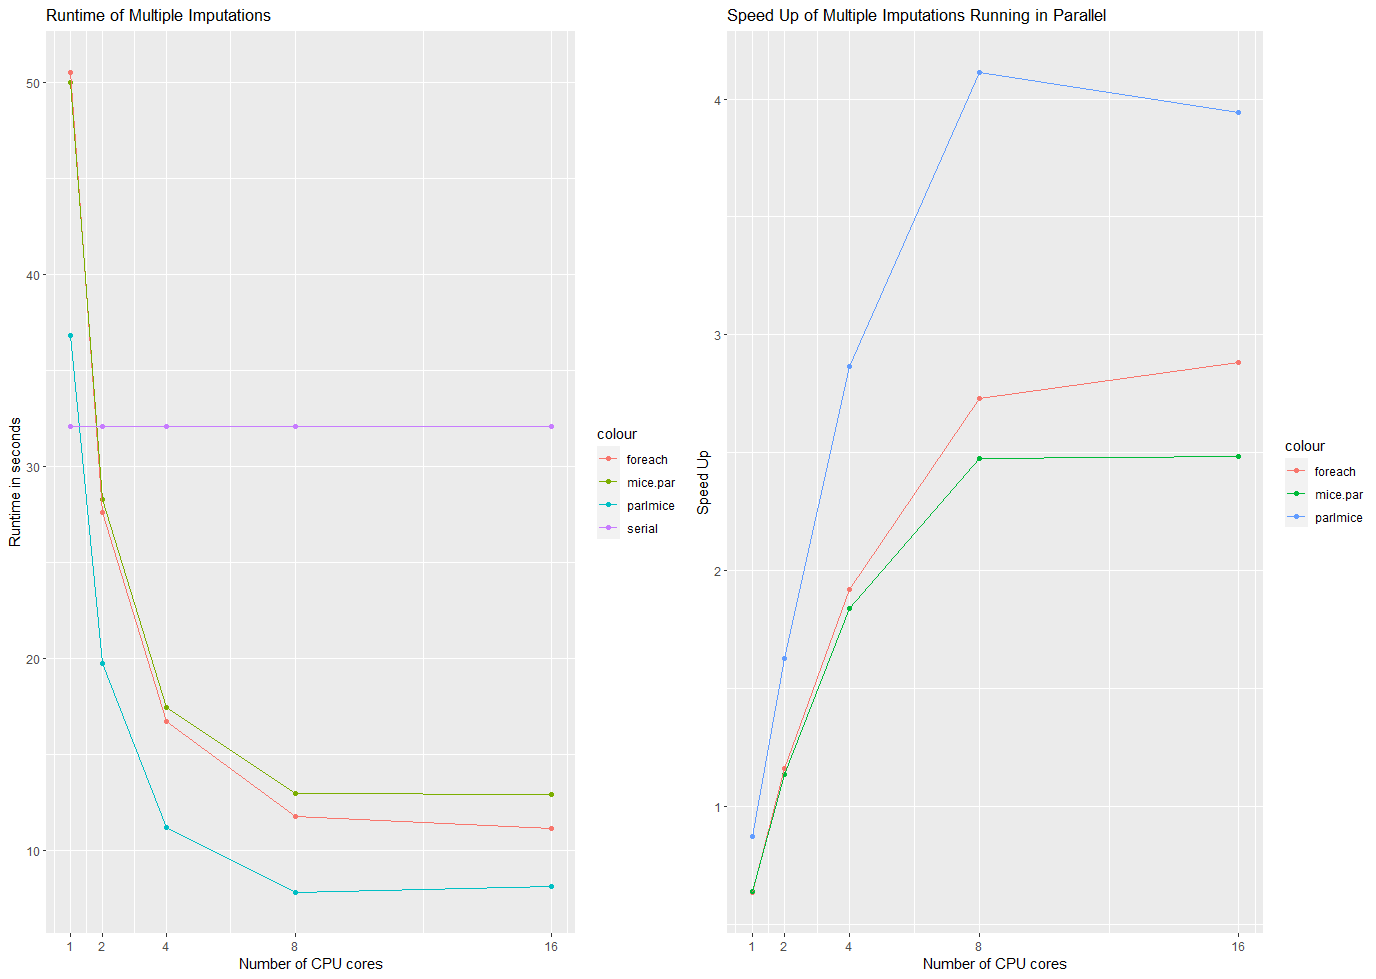 Runtime of Multiple Imputations
50
40
30
20
10
Runtime in seconds
1 2 4 8 16
Number of CPU cores
colour
foreach
mice.par
parlmice
serial
Speed Up of Multiple Imputations Running in Parallel
4
3
2
1
Speed Up
1 2 4 8 16
Number of CPU cores
colour
foreach
mice.par
parlmice